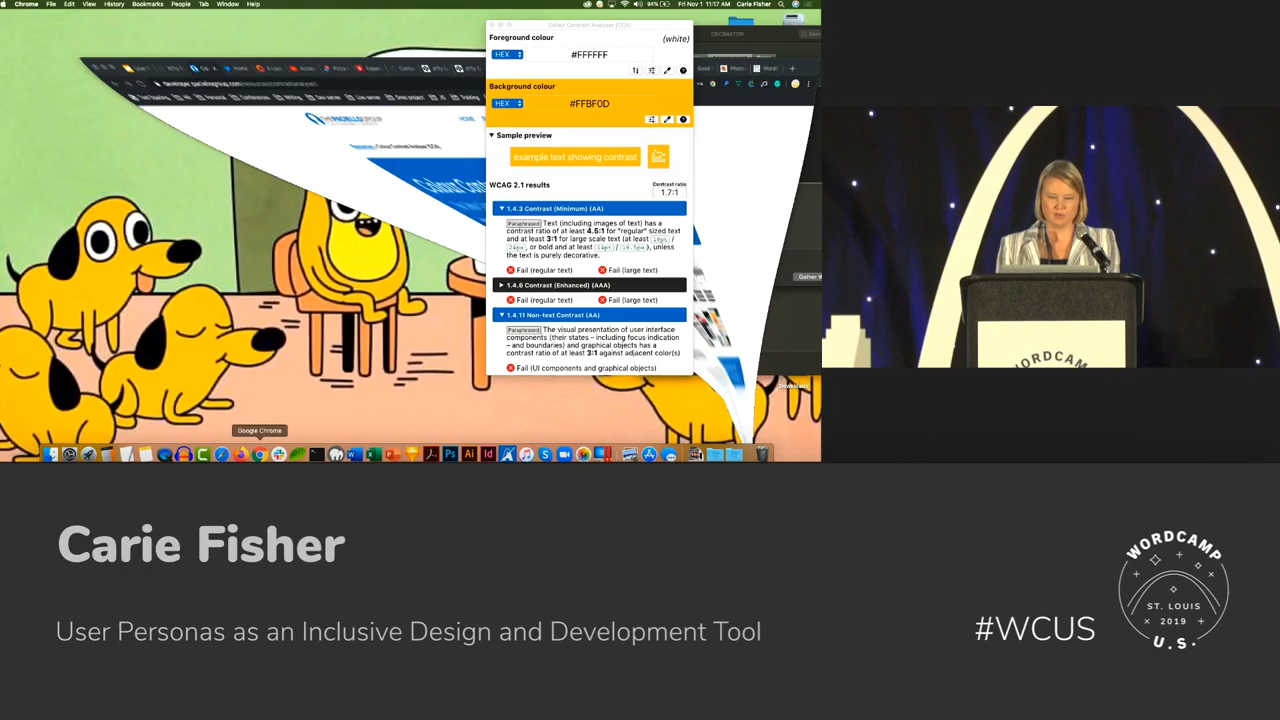 Chrome File Edit View History Bookmarks People Tab Window Help
94% Fri Nov 1 11:17 AM Carie Fisher
Colour Contrast Analyser (CCA)
Foreground colour
(white)
HEX #FFFFFF
Background colour
HEX #FFBF0D
Sample preview
example text showing contrast
WCAG 2.1 results
Contrast ratio
1.7:1
1.4.3 Contrast (Minimum) (AA)
Paraphrased Text (including images of text) has a
contrast ratio of at least 4.5:1 for "regular" sized text
and at least 3:1 for large scale text (at least 18pt /
24px, or bold and at least 14pt / 18.5px), unless
the text is purely decorative.
Fail (regular text) Fail (large text)
1.4.6 Contrast (Enhanced) (AAA)
Fail (regular text) Fail (large text)
1.4.11 Non-text Contrast (AA)
Paraphrased The visual presentation of user interface
components (their states – including focus indication
– and boundaries) and graphical objects has a
contrast ratio of at least 3:1 against adjacent color(s)
Fail (UI components and graphical objects)
DECIMATOR
Gather W
Downloads
Google Chrome
WORDCAMP
Carie Fisher
User Personas as an Inclusive Design and Development Tool
#WCUS
WORDCAMP
ST. LOUIS
2019
U.S.